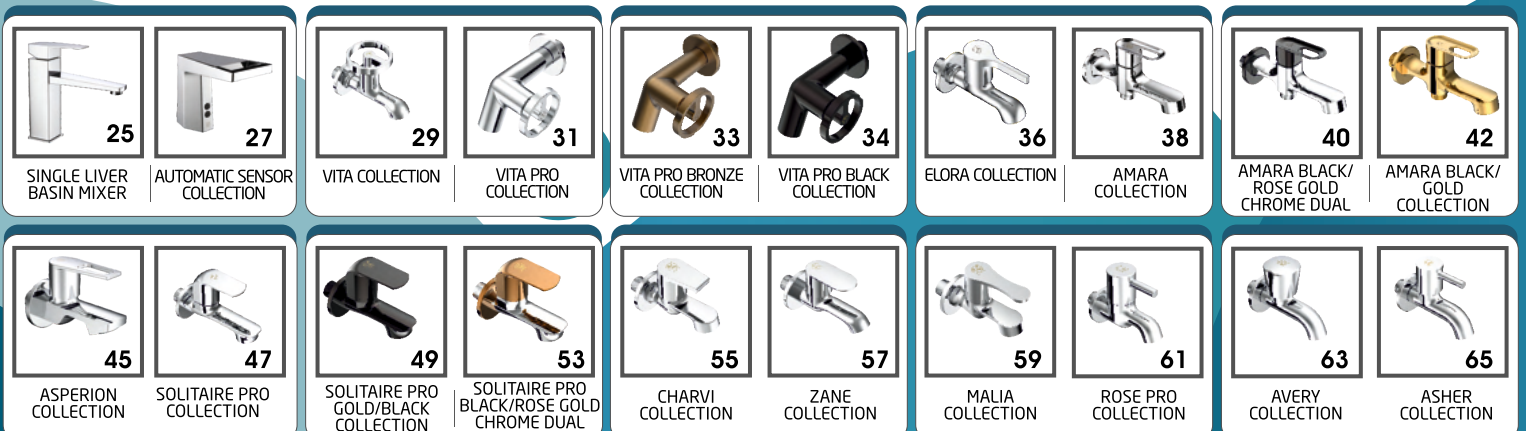 25
SINGLE LIVER
BASIN MIXER
27
AUTOMATIC SENSOR
COLLECTION
29
VITA COLLECTION
31
VITA PRO
COLLECTION
33
VITA PRO BRONZE
COLLECTION
34
VITA PRO BLACK
COLLECTION
36
ELORA COLLECTION
38
AMARA
COLLECTION
40
AMARA BLACK/
ROSE GOLD
CHROME DUAL
42
AMARA BLACK/
GOLD
COLLECTION
45
ASPERION
COLLECTION
47
SOLITAIRE PRO
COLLECTION
49
SOLITAIRE PRO
GOLD/BLACK
COLLECTION
53
SOLITAIRE PRO
BLACK/ROSE GOLD
CHROME DUAL
55
CHARVI
COLLECTION
57
ZANE
COLLECTION
59
MALIA
COLLECTION
61
ROSE PRO
COLLECTION
63
AVERY
COLLECTION
65
ASHER
COLLECTION